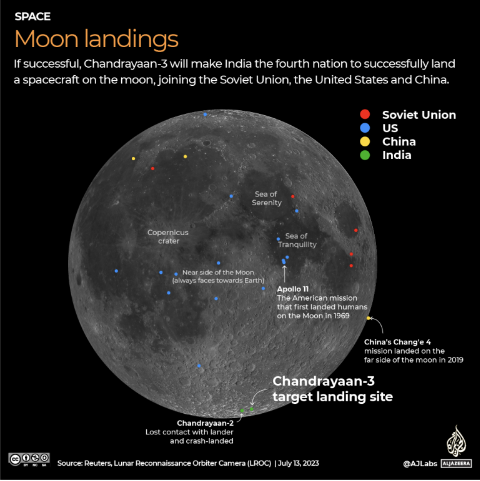 SPACE
Moon landings
If successful, Chandrayaan-3 will make India the fourth nation to successfully land
a spacecraft on the moon, joining the Soviet Union, the United States and China.
Soviet Union
US
China
India
Sea of
Serenity
Copernicus
crater
Sea of
Tranquility
Near side of the Moon
(always faces towards Earth)
Apollo 11
The American mission
that first landed humans
on the Moon in 1969
China's Chang'e 4
mission landed on the
far side of the moon in 2019
Chandrayaan-3
target landing site
Chandrayaan-2
Lost contact with lander
and crash-landed
Source: Reuters, Lunar Reconnaissance Orbiter Camera (LROC) | July 13, 2023
@AJLabs
ALJAZEERA